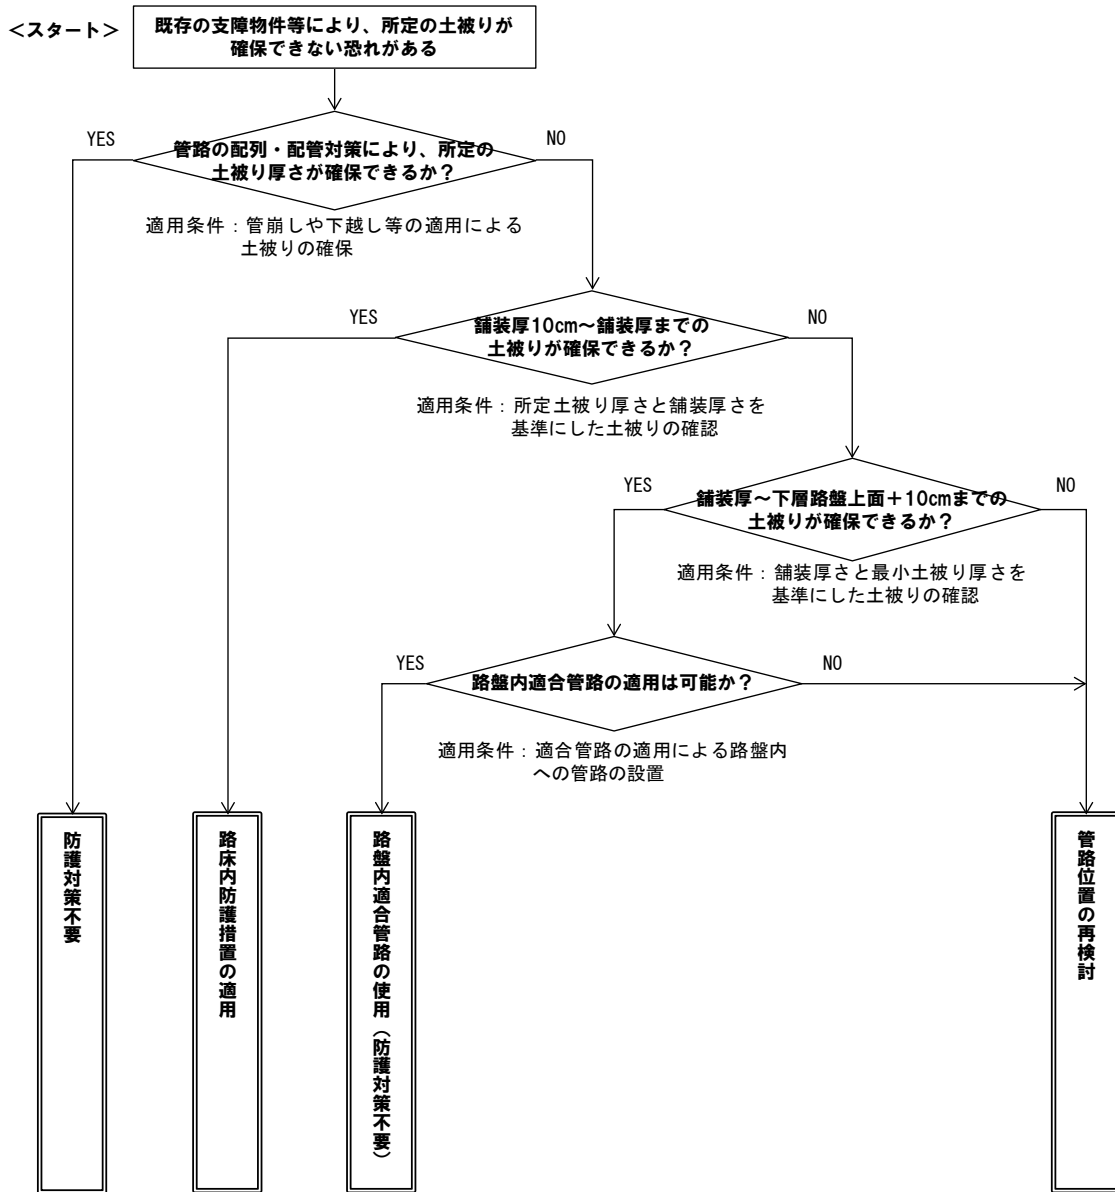 ＜スタート＞
既存の支障物件等により、所定の土被りが
確保できない恐れがある
YES
NO
管路の配列・配管対策により、所定の
土被り厚さが確保できるか？
適用条件：管崩しや下越し等の適用による
土被りの確保
YES
NO
舗装厚10cm～舗装厚までの
土被りが確保できるか？
適用条件：所定土被り厚さと舗装厚さを
基準にした土被りの確認
YES
NO
舗装厚～下層路盤上面＋10cmまでの
土被りが確保できるか？
適用条件：舗装厚さと最小土被り厚さを
基準にした土被りの確認
YES
NO
路盤内適合管路の適用は可能か？
適用条件：適合管路の適用による路盤内
への管路の設置
防護対策不要
路床内防護措置の適用
路盤内適合管路の使用（防護対策不要）
管路位置の再検討